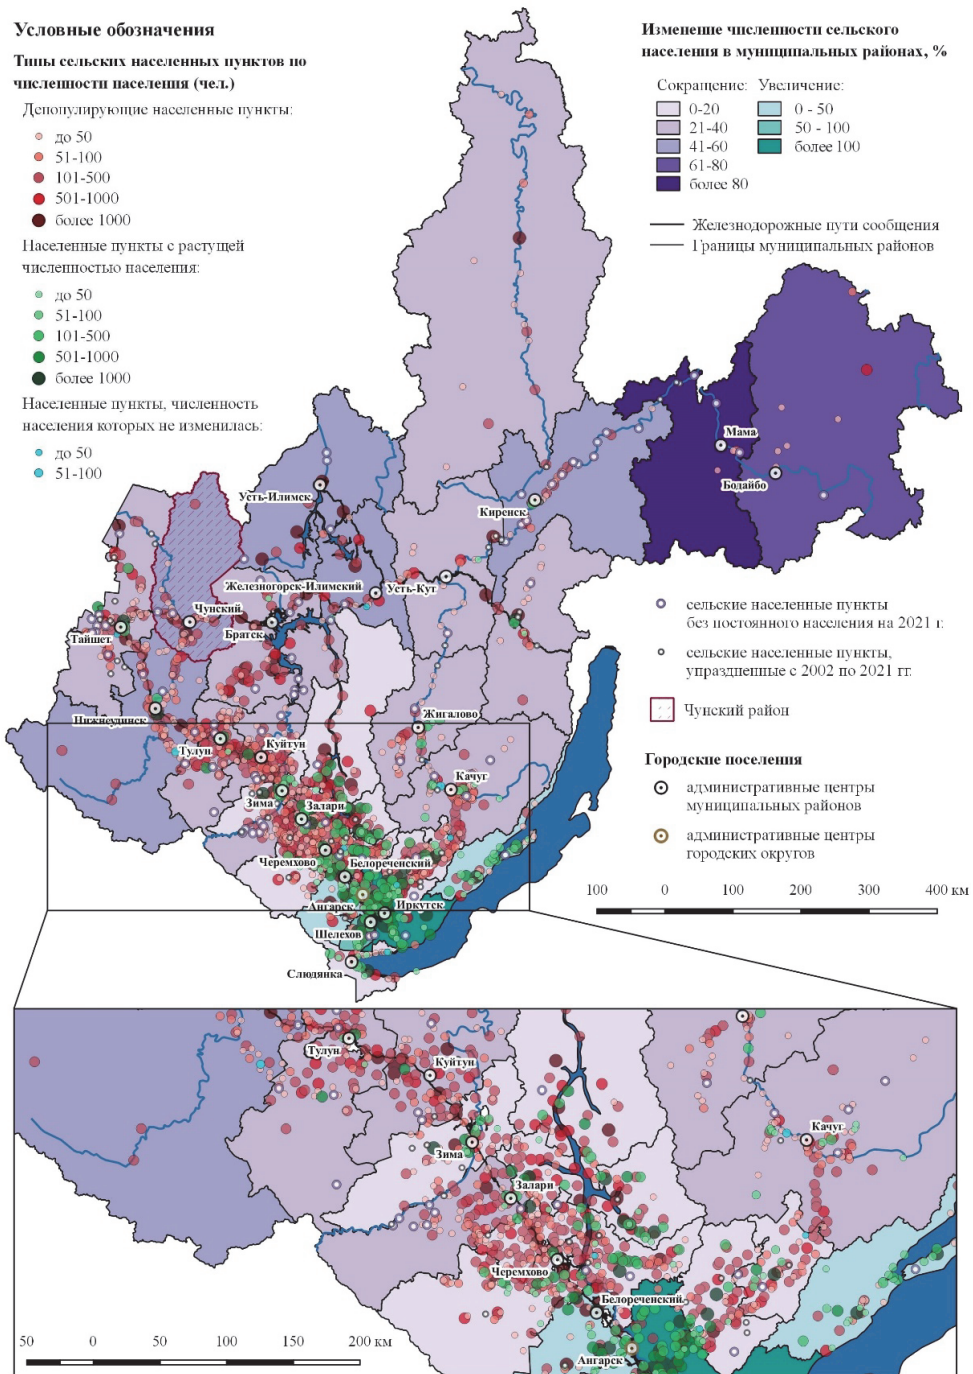 Условные обозначения
Типы сельских населенных пунктов по
численности населения (чел.)
Депопулирующие населенные пункты:
до 50
51-100
101-500
501-1000
более 1000
Населенные пункты с растущей
численностью населения:
до 50
51-100
101-500
501-1000
более 1000
Населенные пункты, численность
населения которых не изменилась:
до 50
51-100
Изменение численности сельского
населения в муниципальных районах, %
Сокращение: Увеличение:
0-20 0 - 50
21-40 50 - 100
41-60 более 100
61-80
более 80
Железнодорожные пути сообщения
Границы муниципальных районов
Мама
Бодайбо
Усть-Илимск
Киренск
Железногорск-Илимский
Усть-Кут
Чунский
Братск
Тайшет
Нижнеудинск
Жигалово
Тулун
Куйтун
Качуг
Зима
Залари
Черемхово
Белореченский
Ангарск
Иркутск
Шелехов
Слюдянка
сельские населенные пункты
без постоянного населения на 2021 г.
сельские населенные пункты,
упраздненные с 2002 по 2021 гг.
Чунский район
Городские поселения
административные центры
муниципальных районов
административные центры
городских округов
100 0 100 200 300 400 км
Тулун
Куйтун
Качуг
Зима
Залари
Черемхово
Белореченский
Ангарск
50 0 50 100 150 200 км